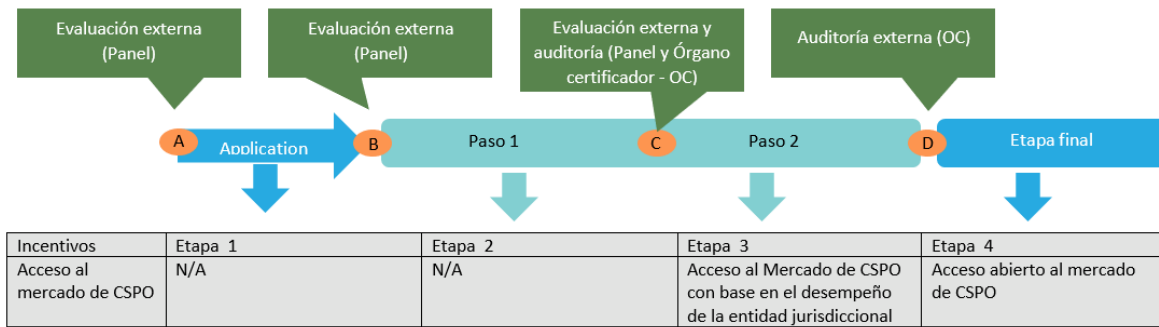 Evaluación externa
(Panel)
Evaluación externa
(Panel)
Evaluación externa y
auditoría (Panel y Órgano
certificador - OC)
Auditoría externa (OC)
A
Application
B
Paso 1
C
Paso 2
D
Etapa final
Incentivos
Etapa 1
Etapa 2
Etapa 3
Etapa 4
Acceso al
mercado de CSPO
N/A
N/A
Acceso al Mercado de CSPO
con base en el desempeño
de la entidad jurisdiccional
Acceso abierto al mercado
de CSPO